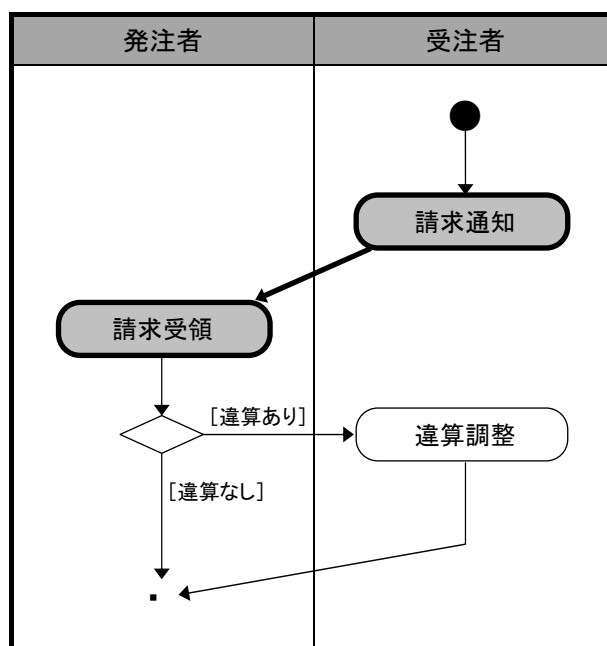 発注者
受注者
請求通知
請求受領
[違算あり]
違算調整
[違算なし]